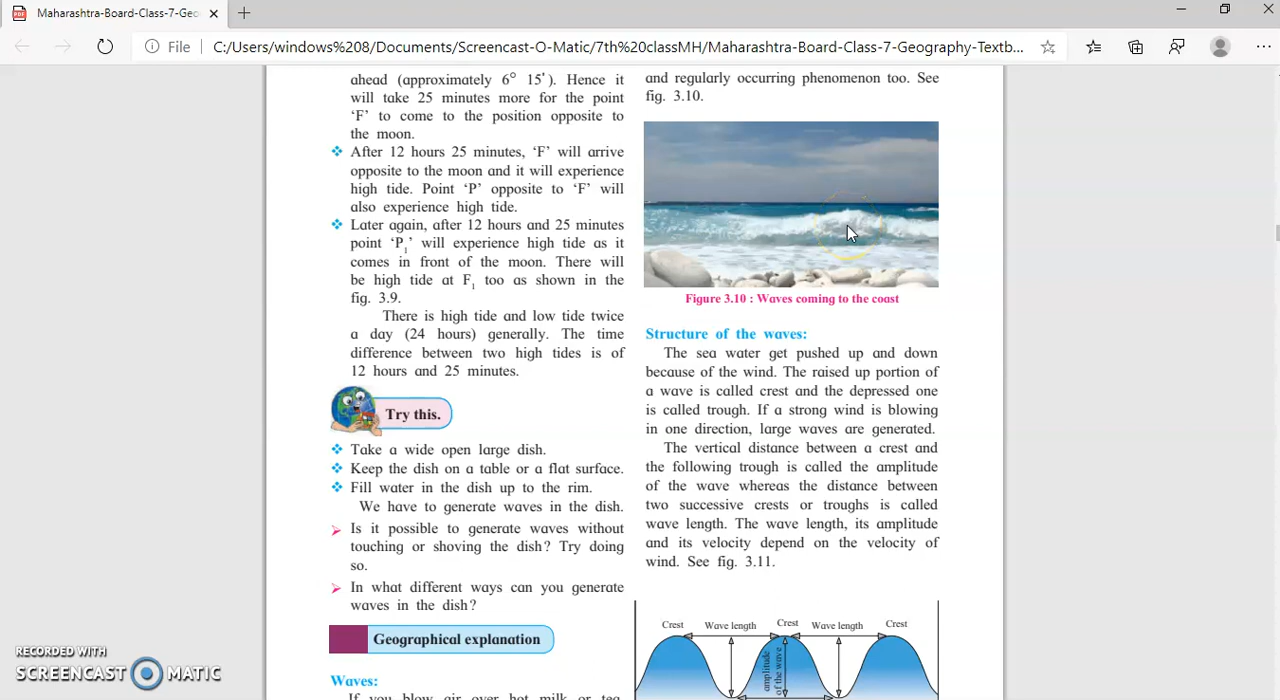 Maharashtra-Board-Class-7-Geo
File
C:/Users/windows%208/Documents/Screencast-O-Matic/7th%20classMH/Maharashtra-Board-Class-7-Geography-Textb...
ahead (approximately 6° 15'). Hence it
will take 25 minutes more for the point
‘F’ to come to the position opposite to
the moon.
❖ After 12 hours 25 minutes, ‘F’ will arrive
opposite to the moon and it will experience
high tide. Point ‘P’ opposite to ‘F’ will
also experience high tide.
❖ Later again, after 12 hours and 25 minutes
point ‘P₁’ will experience high tide as it
comes in front of the moon. There will
be high tide at F₁ too as shown in the
fig. 3.9.
There is high tide and low tide twice
a day (24 hours) generally. The time
difference between two high tides is of
12 hours and 25 minutes.
Try this.
❖ Take a wide open large dish.
❖ Keep the dish on a table or a flat surface.
❖ Fill water in the dish up to the rim.
We have to generate waves in the dish.
➢ Is it possible to generate waves without
touching or shoving the dish? Try doing
so.
➢ In what different ways can you generate
waves in the dish?
Geographical explanation
Waves:
If you blow air over hot milk or tea,
and regularly occurring phenomenon too. See
fig. 3.10.
Figure 3.10 : Waves coming to the coast
Structure of the waves:
The sea water get pushed up and down
because of the wind. The raised up portion of
a wave is called crest and the depressed one
is called trough. If a strong wind is blowing
in one direction, large waves are generated.
The vertical distance between a crest and
the following trough is called the amplitude
of the wave whereas the distance between
two successive crests or troughs is called
wave length. The wave length, its amplitude
and its velocity depend on the velocity of
wind. See fig. 3.11.
Crest Wave length Crest Wave length Crest
amplitude
of the wave
RECORDED WITH
SCREENCAST MATIC